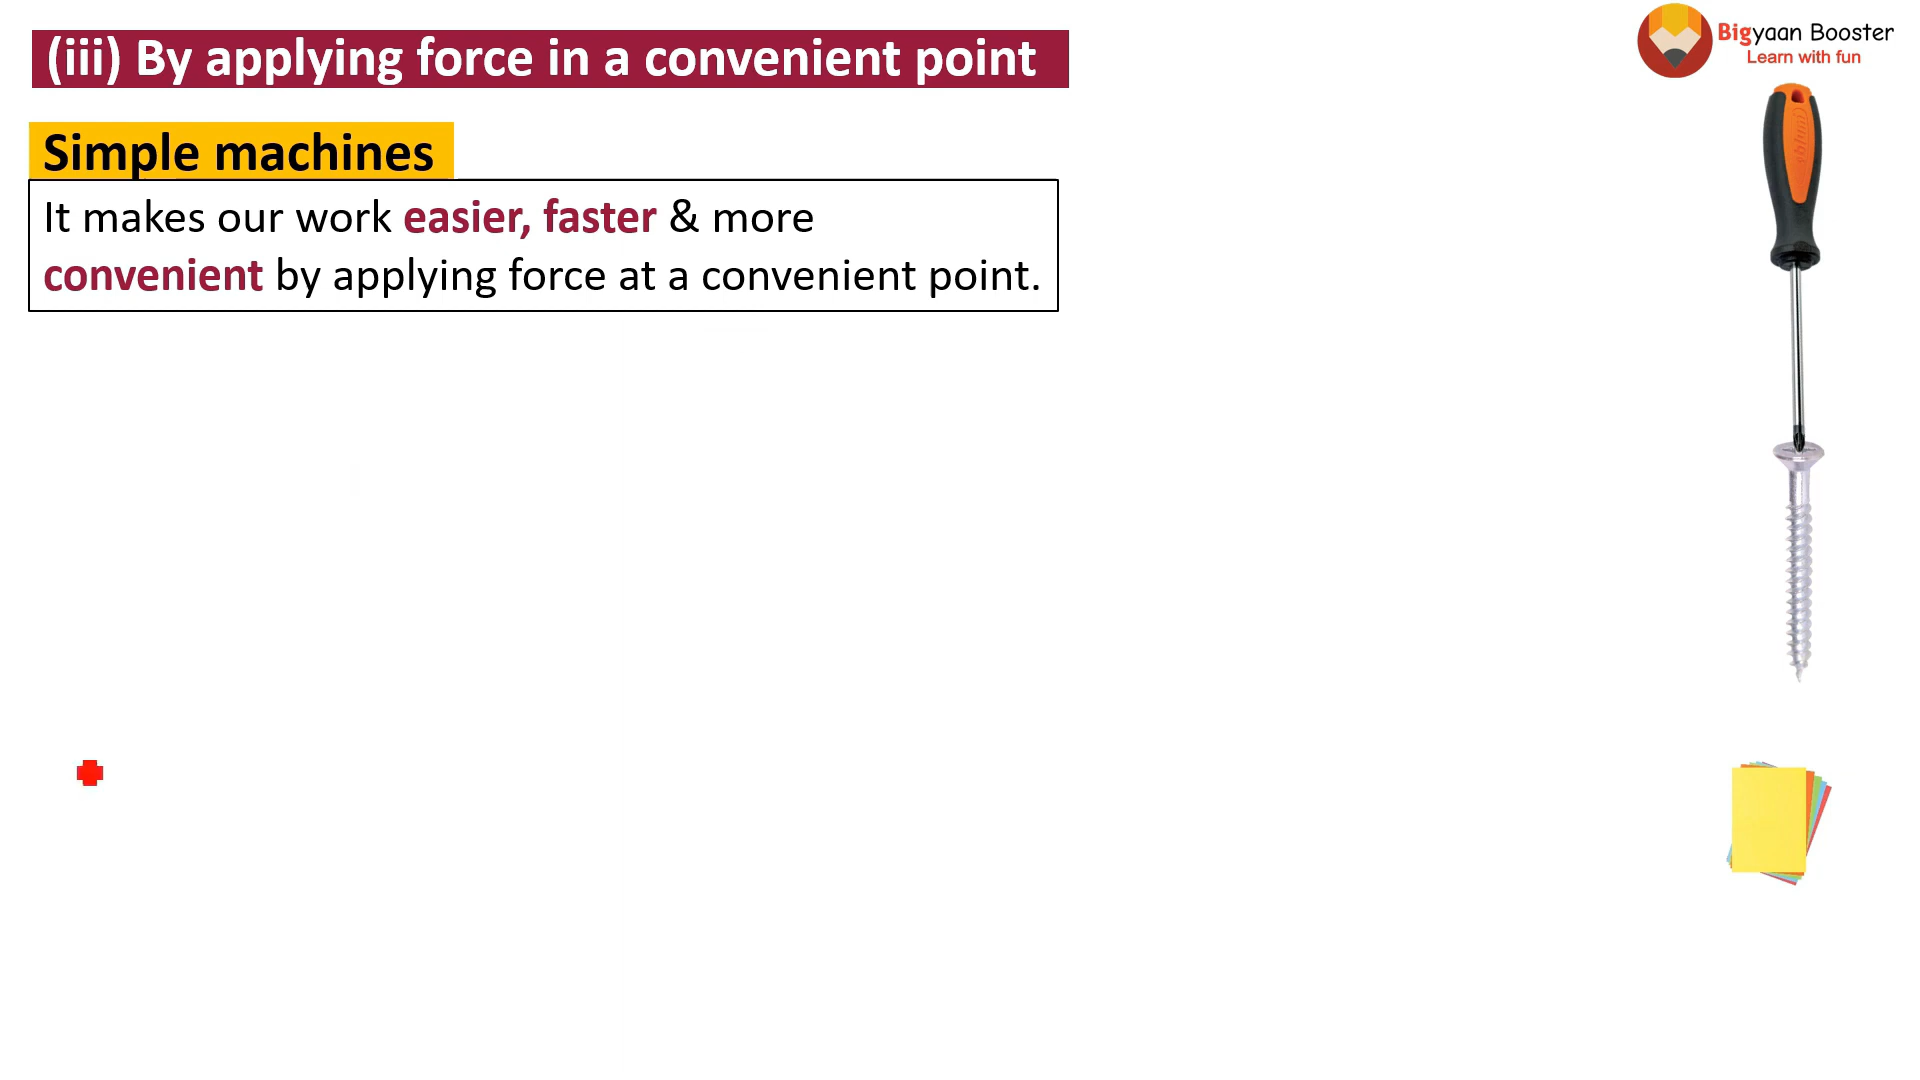 (iii) By applying force in a convenient point
Bigyaan Booster
Learn with fun
Simple machines
It makes our work easier, faster & more
convenient by applying force at a convenient point.